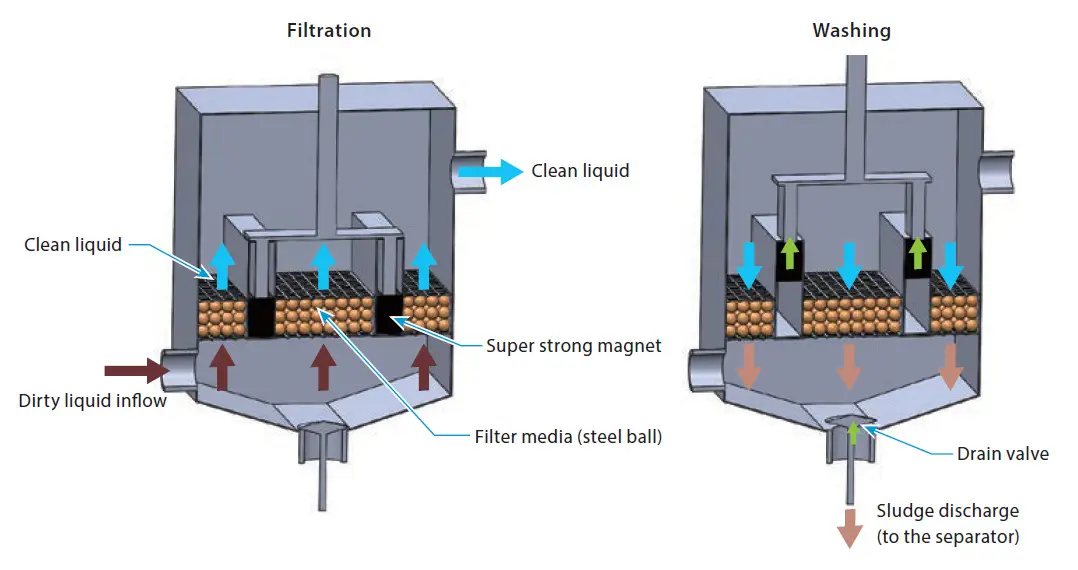 Filtration
Washing
Clean liquid
Clean liquid
Super strong magnet
Dirty liquid inflow
Filter media (steel ball)
Drain valve
Sludge discharge
(to the separator)